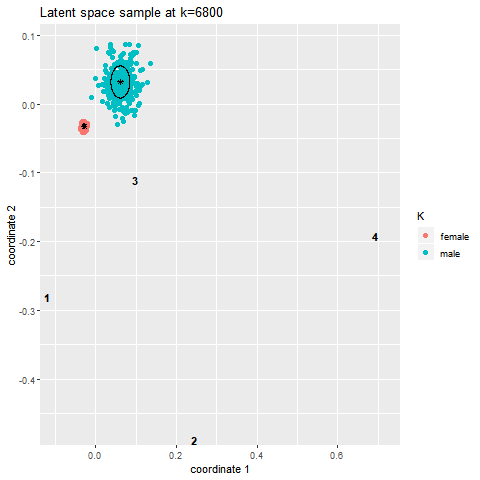 Latent space sample at k=6800
0.1
0.0
-0.1
-0.2
-0.3
-0.4
coordinate 2
1
2
3
4
0.0 0.2 0.4 0.6
coordinate 1
K
female
male